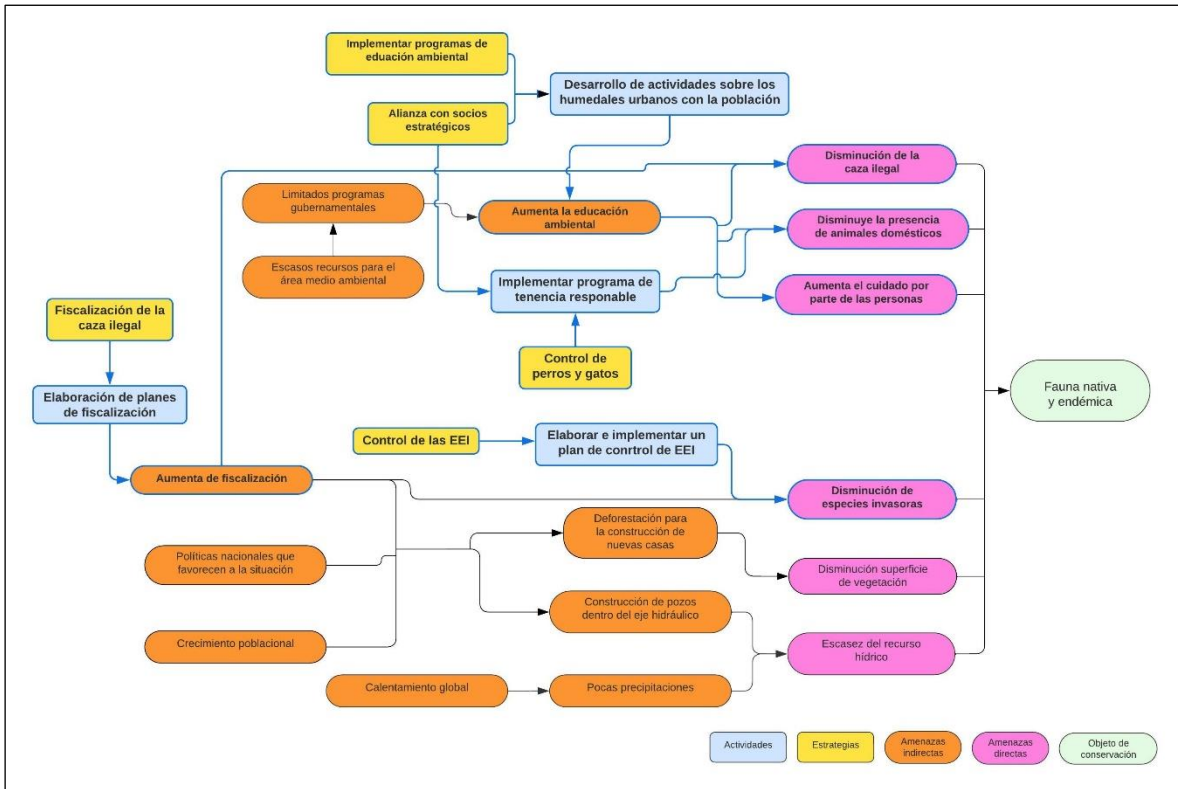 Implementar programas de
eduación ambiental
Desarrollo de actividades sobre los
humedales urbanos con la población
Alianza con socios
estratégicos
Disminución de la
caza ilegal
Limitados programas
gubernamentales
Aumenta la educación
ambiental
Disminuye la presencia
de animales domésticos
Escasos recursos para el
área medio ambiental
Implementar programa de
tenencia responable
Aumenta el cuidado por
parte de las personas
Fiscalización de la
caza ilegal
Control de
perros y gatos
Elaboración de planes
de fiscalización
Fauna nativa
y endémica
Control de las EEI
Elaborar e implementar un
plan de conrtrol de EEI
Aumenta de fiscalización
Disminución de
especies invasoras
Deforestación para
la construcción de
nuevas casas
Políticas nacionales que
favorecen a la situación
Disminución superficie
de vegetación
Construcción de pozos
dentro del eje hidráulico
Crecimiento poblacional
Escasez del recurso
hídrico
Calentamiento global
Pocas precipitaciones
Actividades
Estrategias
Amenazas
indirectas
Amenazas
directas
Objeto de
conservación